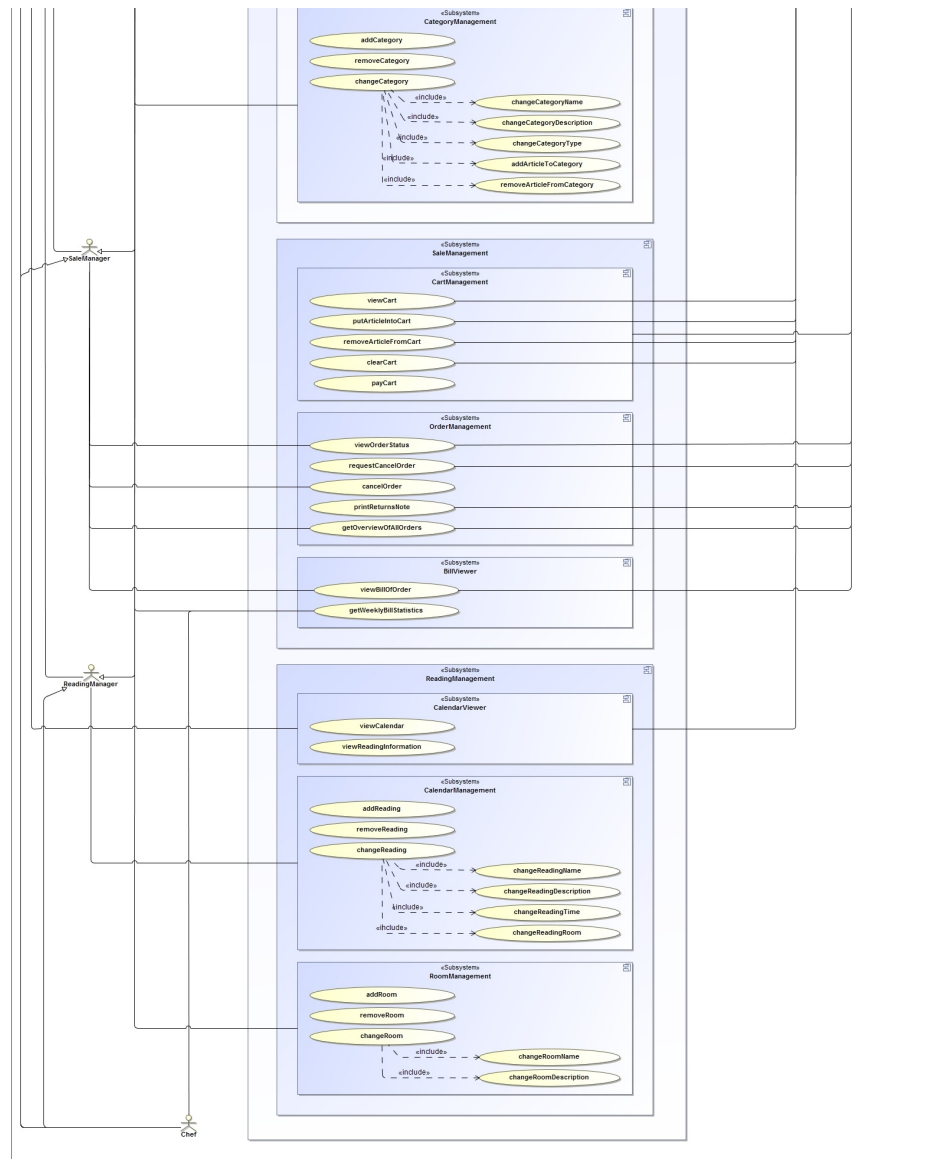 «Subsystem»
CategoryManagement
addCategory
removeCategory
changeCategory
«include»
changeCategoryName
«include»
changeCategoryDescription
«include»
changeCategoryType
«include»
addArticleToCategory
«include»
removeArticleFromCategory
SaleManager
«Subsystem»
SaleManagement
«Subsystem»
CartManagement
viewCart
putArticleIntoCart
removeArticleFromCart
clearCart
payCart
«Subsystem»
OrderManagement
viewOrderStatus
requestCancelOrder
cancelOrder
printReturnsNote
getOverviewOfAllOrders
«Subsystem»
BillViewer
viewBillOfOrder
getWeeklyBillStatistics
ReadingManager
«Subsystem»
ReadingManagement
«Subsystem»
CalendarViewer
viewCalendar
viewReadingInformation
«Subsystem»
CalendarManagement
addReading
removeReading
changeReading
«include»
changeReadingName
«include»
changeReadingDescription
«include»
changeReadingTime
«include»
changeReadingRoom
«Subsystem»
RoomManagement
addRoom
removeRoom
changeRoom
«include»
changeRoomName
«include»
changeRoomDescription
Chef